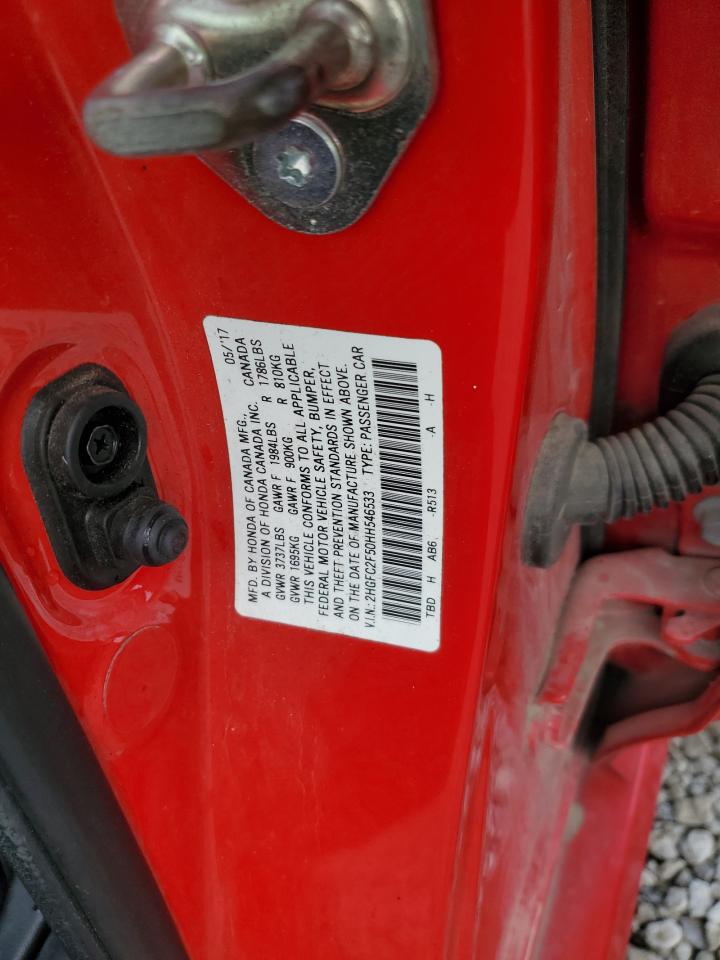 MFD. BY HONDA OF CANADA MFG., 05/'17
A DIVISION OF HONDA CANADA INC. CANADA
GVWR 3737LBS GAWR F 1984LBS R 1786LBS
GVWR 1695KG GAWR F 900KG R 810KG
THIS VEHICLE CONFORMS TO ALL APPLICABLE
FEDERAL MOTOR VEHICLE SAFETY, BUMPER,
AND THEFT PREVENTION STANDARDS IN EFFECT
ON THE DATE OF MANUFACTURE SHOWN ABOVE.
V.I.N.: 2HGFC2F50HH546533 TYPE: PASSENGER CAR
TBD H AB6, -R513 -A -H